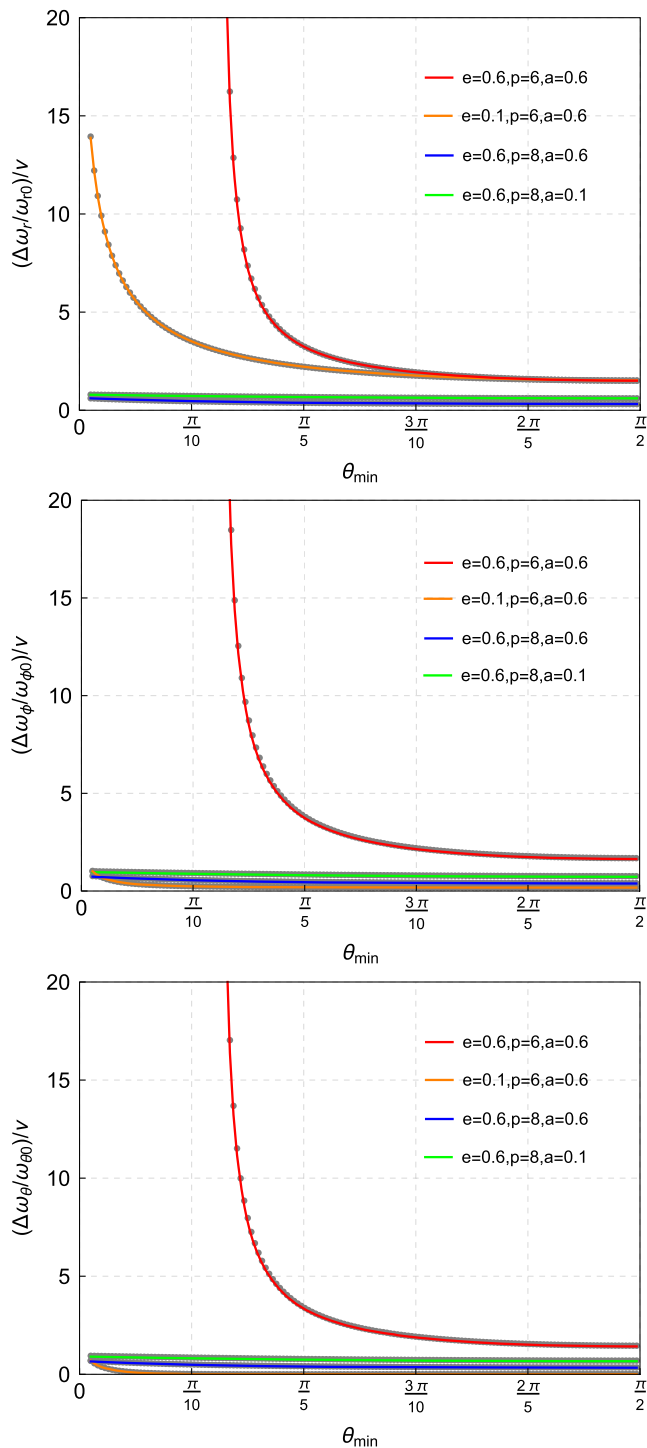 20
15
10
5
0
(Δω_r/ω_r0)/ν
e=0.6,p=6,a=0.6
e=0.1,p=6,a=0.6
e=0.6,p=8,a=0.6
e=0.6,p=8,a=0.1
0 π/10 π/5 3π/10 2π/5 π/2
θ_min
20
15
10
5
0
(Δω_ϕ/ω_ϕ0)/ν
e=0.6,p=6,a=0.6
e=0.1,p=6,a=0.6
e=0.6,p=8,a=0.6
e=0.6,p=8,a=0.1
0 π/10 π/5 3π/10 2π/5 π/2
θ_min
20
15
10
5
0
(Δω_θ/ω_θ0)/ν
e=0.6,p=6,a=0.6
e=0.1,p=6,a=0.6
e=0.6,p=8,a=0.6
e=0.6,p=8,a=0.1
0 π/10 π/5 3π/10 2π/5 π/2
θ_min